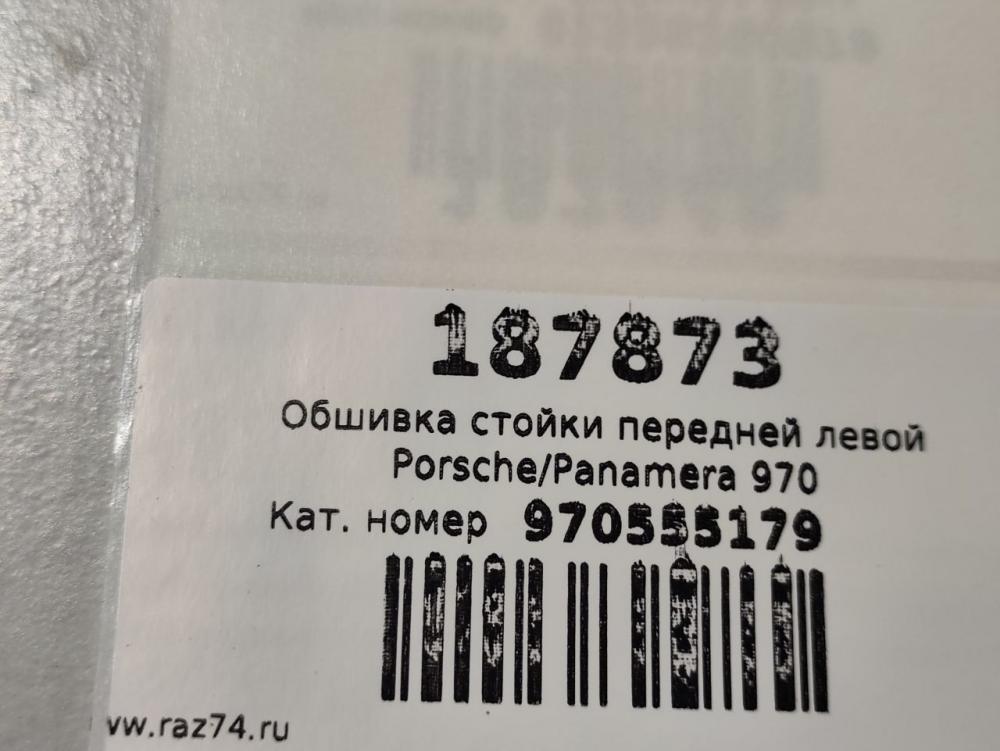 187873
Обшивка стойки передней левой
Porsche/Panamera 970
Кат. номер 970555179
vw.raz74.ru